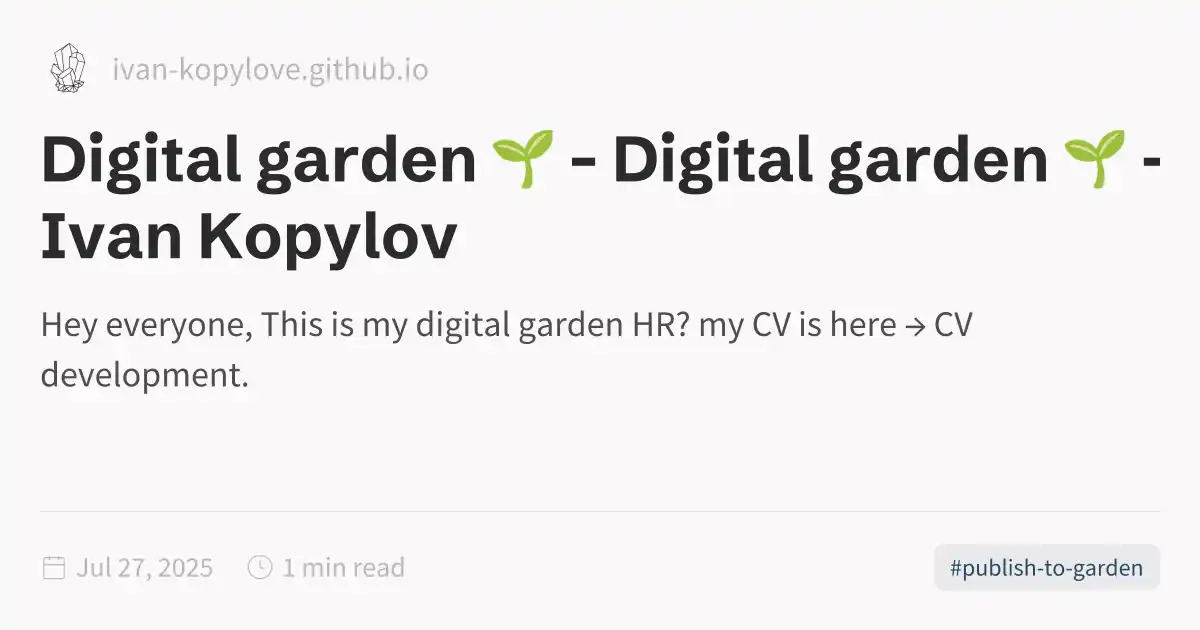 ivan-kopylove.github.io
Digital garden 🌱 - Digital garden 🌱 -
Ivan Kopylov
Hey everyone, This is my digital garden HR? my CV is here → CV
development.
Jul 27, 2025 1 min read #publish-to-garden